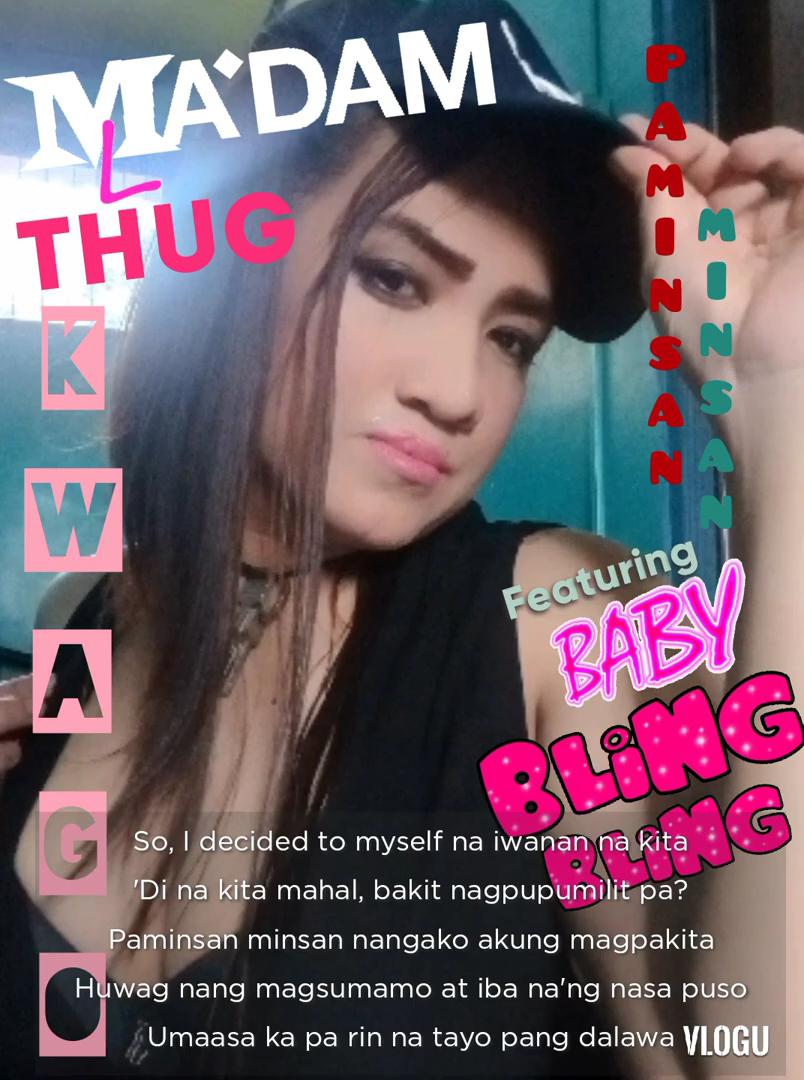 MA'DAM
L
THUG
KWAGO
PAMINSAN
MINSAN
Featuring
BABY
BLiNG
BLiNG
So, I decided to myself na iwanan na kita
'Di na kita mahal, bakit nagpupumilit pa?
Paminsan minsan nangako akung magpakita
Huwag nang magsumamo at iba na'ng nasa puso
Umaasa ka pa rin na tayo pang dalawa
VLOGU